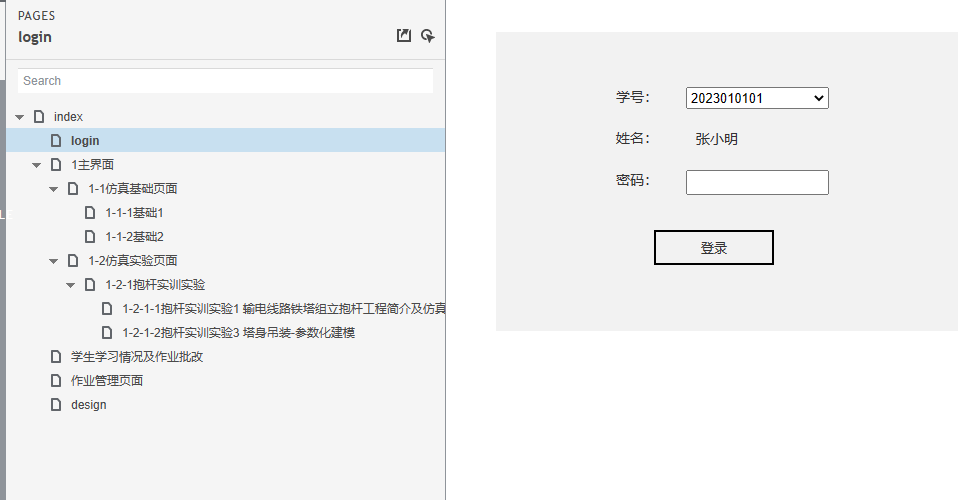 PAGES
login
Search
index
login
1主界面
1-1仿真基础页面
1-1-1基础1
1-1-2基础2
1-2仿真实验页面
1-2-1抱杆实训实验
1-2-1-1抱杆实训实验1 输电线路铁塔组立抱杆工程简介及仿真
1-2-1-2抱杆实训实验3 塔身吊装-参数化建模
学生学习情况及作业批改
作业管理页面
design
学号：
2023010101
姓名：
张小明
密码：
登录